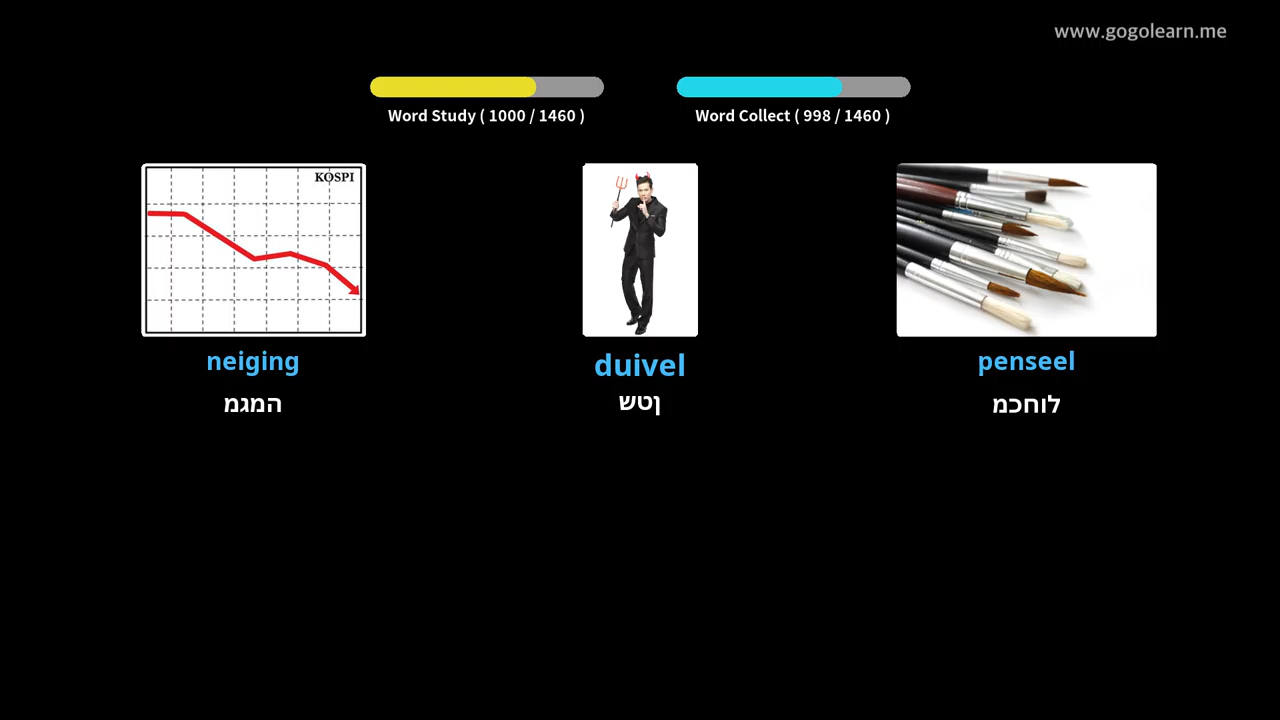 www.gogolearn.me
Word Study ( 1000 / 1460 )
Word Collect ( 998 / 1460 )
KOSPI
neiging
המגמ
duivel
ןטש
penseel
לוחכמ